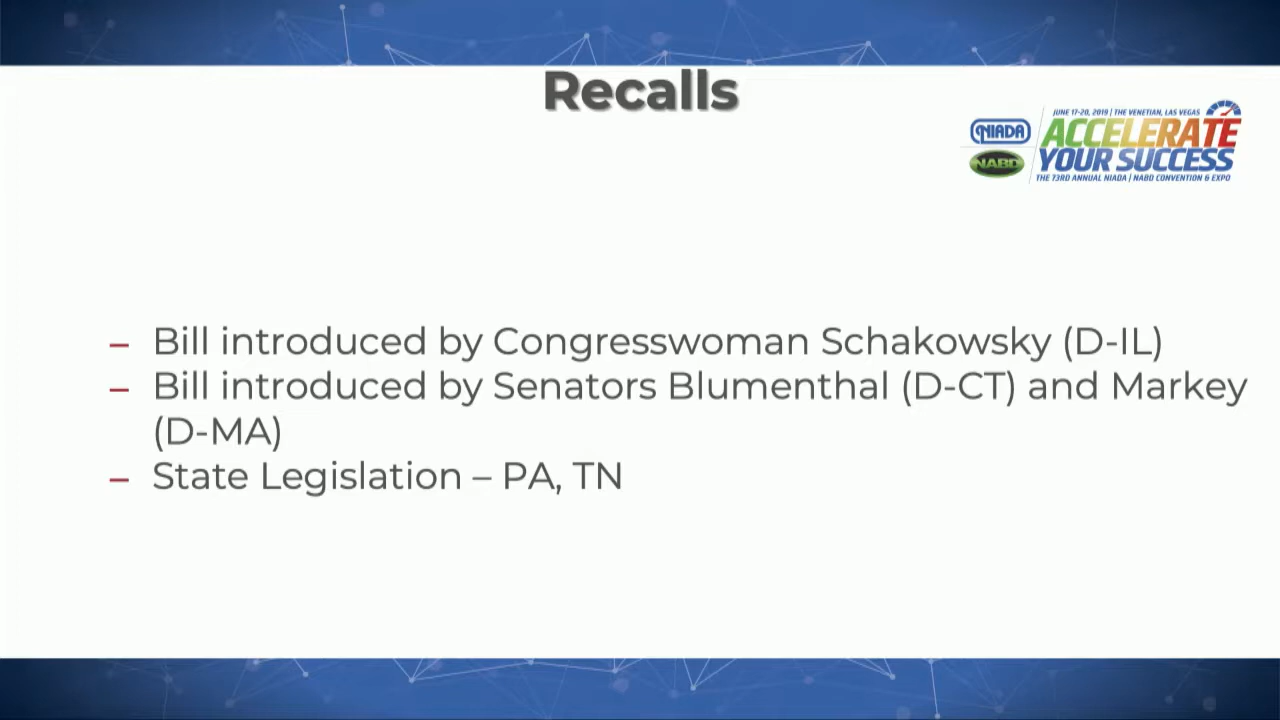 Recalls
JUNE 17-20, 2019 | THE VENETIAN, LAS VEGAS
NIADA
NABD
ACCELERATE
YOUR SUCCESS
THE 73RD ANNUAL NIADA | NABD CONVENTION & EXPO
– Bill introduced by Congresswoman Schakowsky (D-IL)
– Bill introduced by Senators Blumenthal (D-CT) and Markey
(D-MA)
– State Legislation – PA, TN